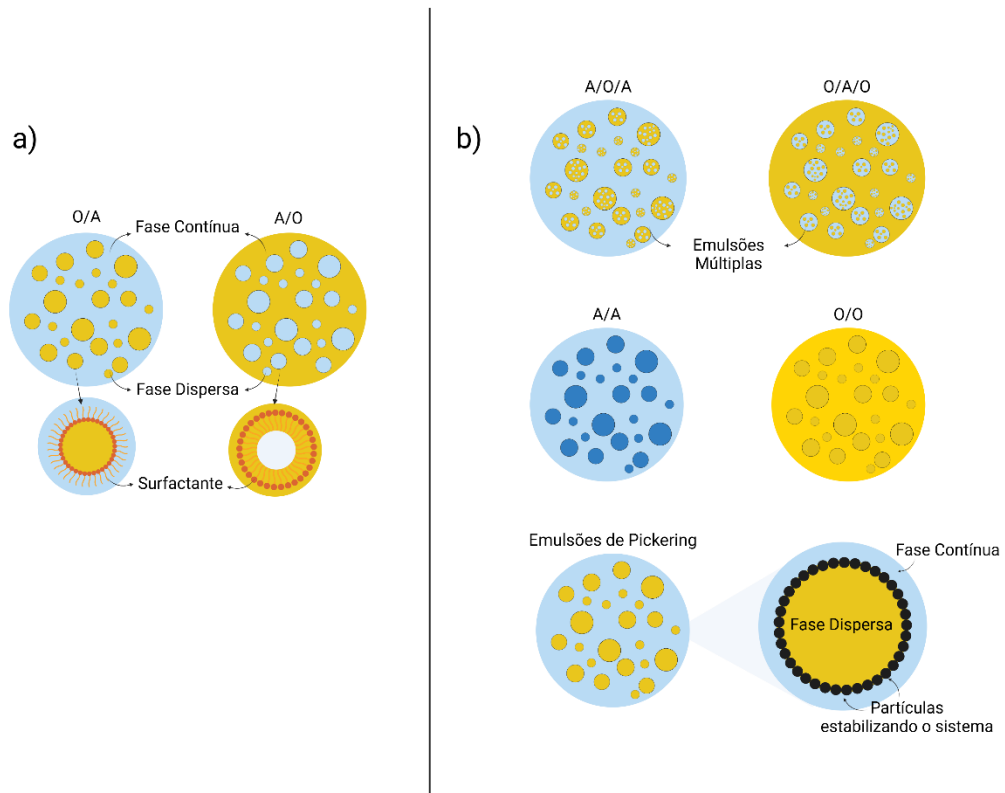 a)
O/A
A/O
Fase Contínua
Fase Dispersa
Surfactante
b)
A/O/A
O/A/O
Emulsões
Múltiplas
A/A
O/O
Emulsões de Pickering
Fase Contínua
Fase Dispersa
Partículas
estabilizando o sistema